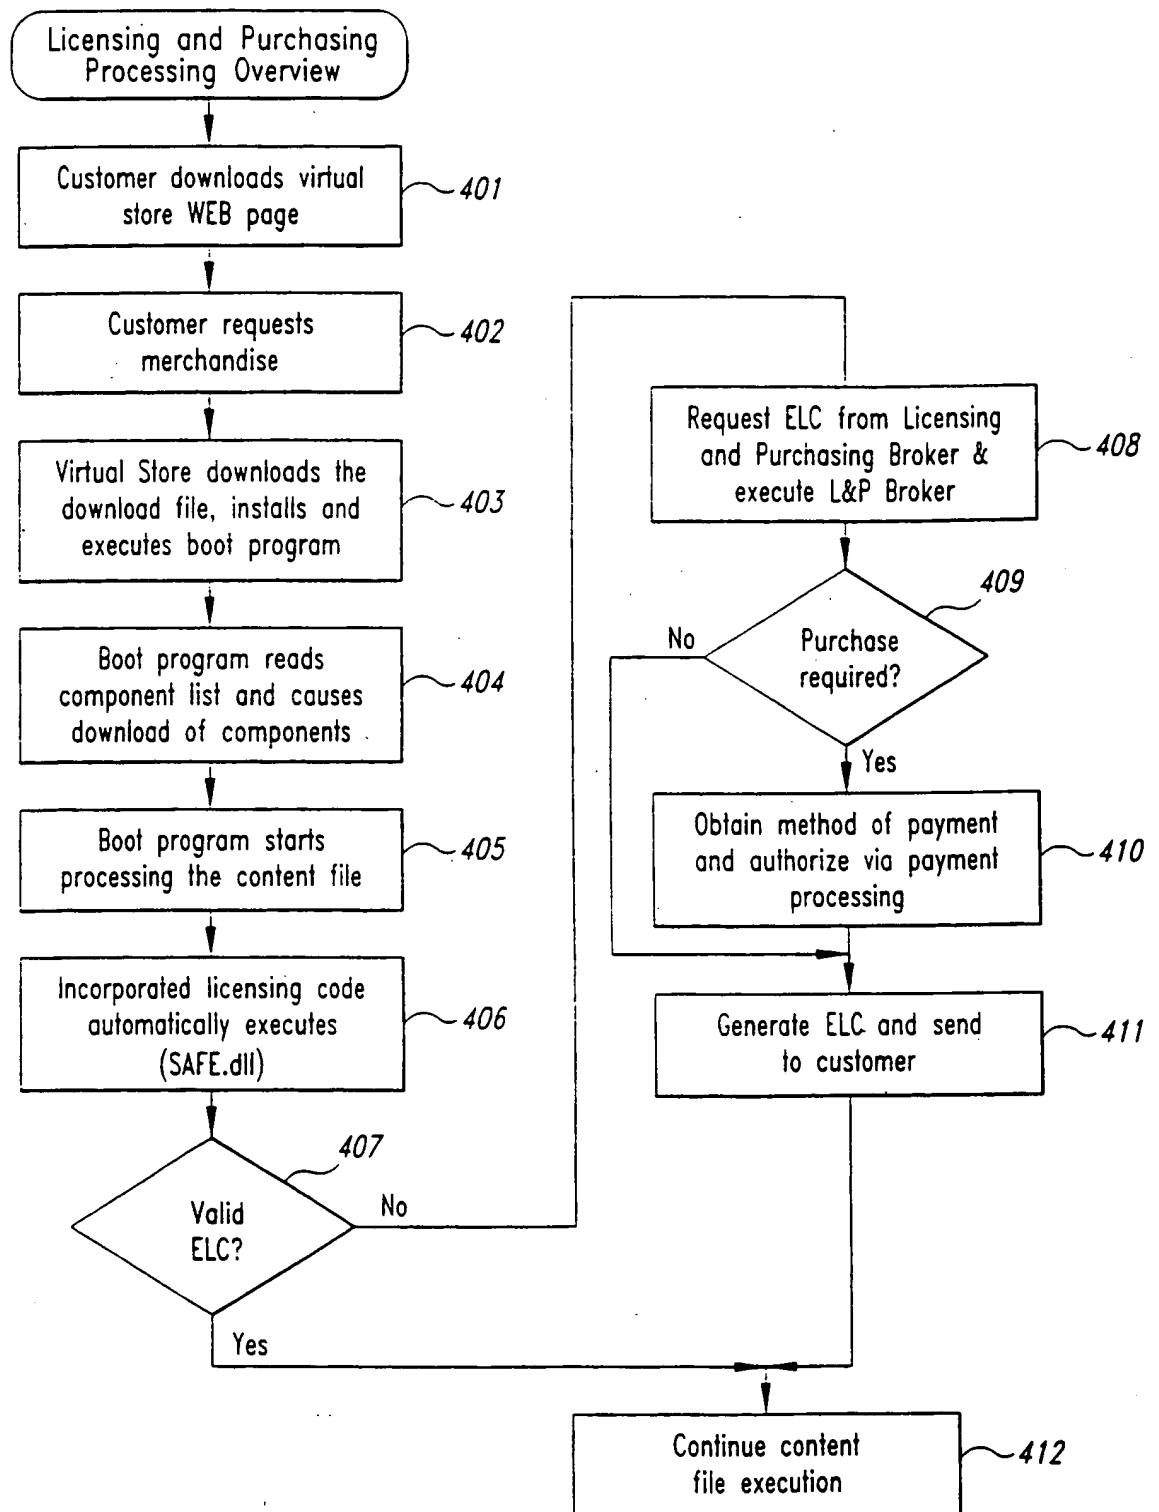 Licensing and Purchasing
Processing Overview
Customer downloads virtual
store WEB page
401
Customer requests
merchandise
402
Virtual Store downloads the
download file, installs and
executes boot program
403
Boot program reads
component list and causes
download of components
404
Boot program starts
processing the content file
405
Incorporated licensing code
automatically executes
(SAFE.dll)
406
407
Valid
ELC?
No
Yes
Request ELC from Licensing
and Purchasing Broker &
execute L&P Broker
408
409
Purchase
required?
No
Yes
Obtain method of payment
and authorize via payment
processing
410
Generate ELC and send
to customer
411
Continue content
file execution
412